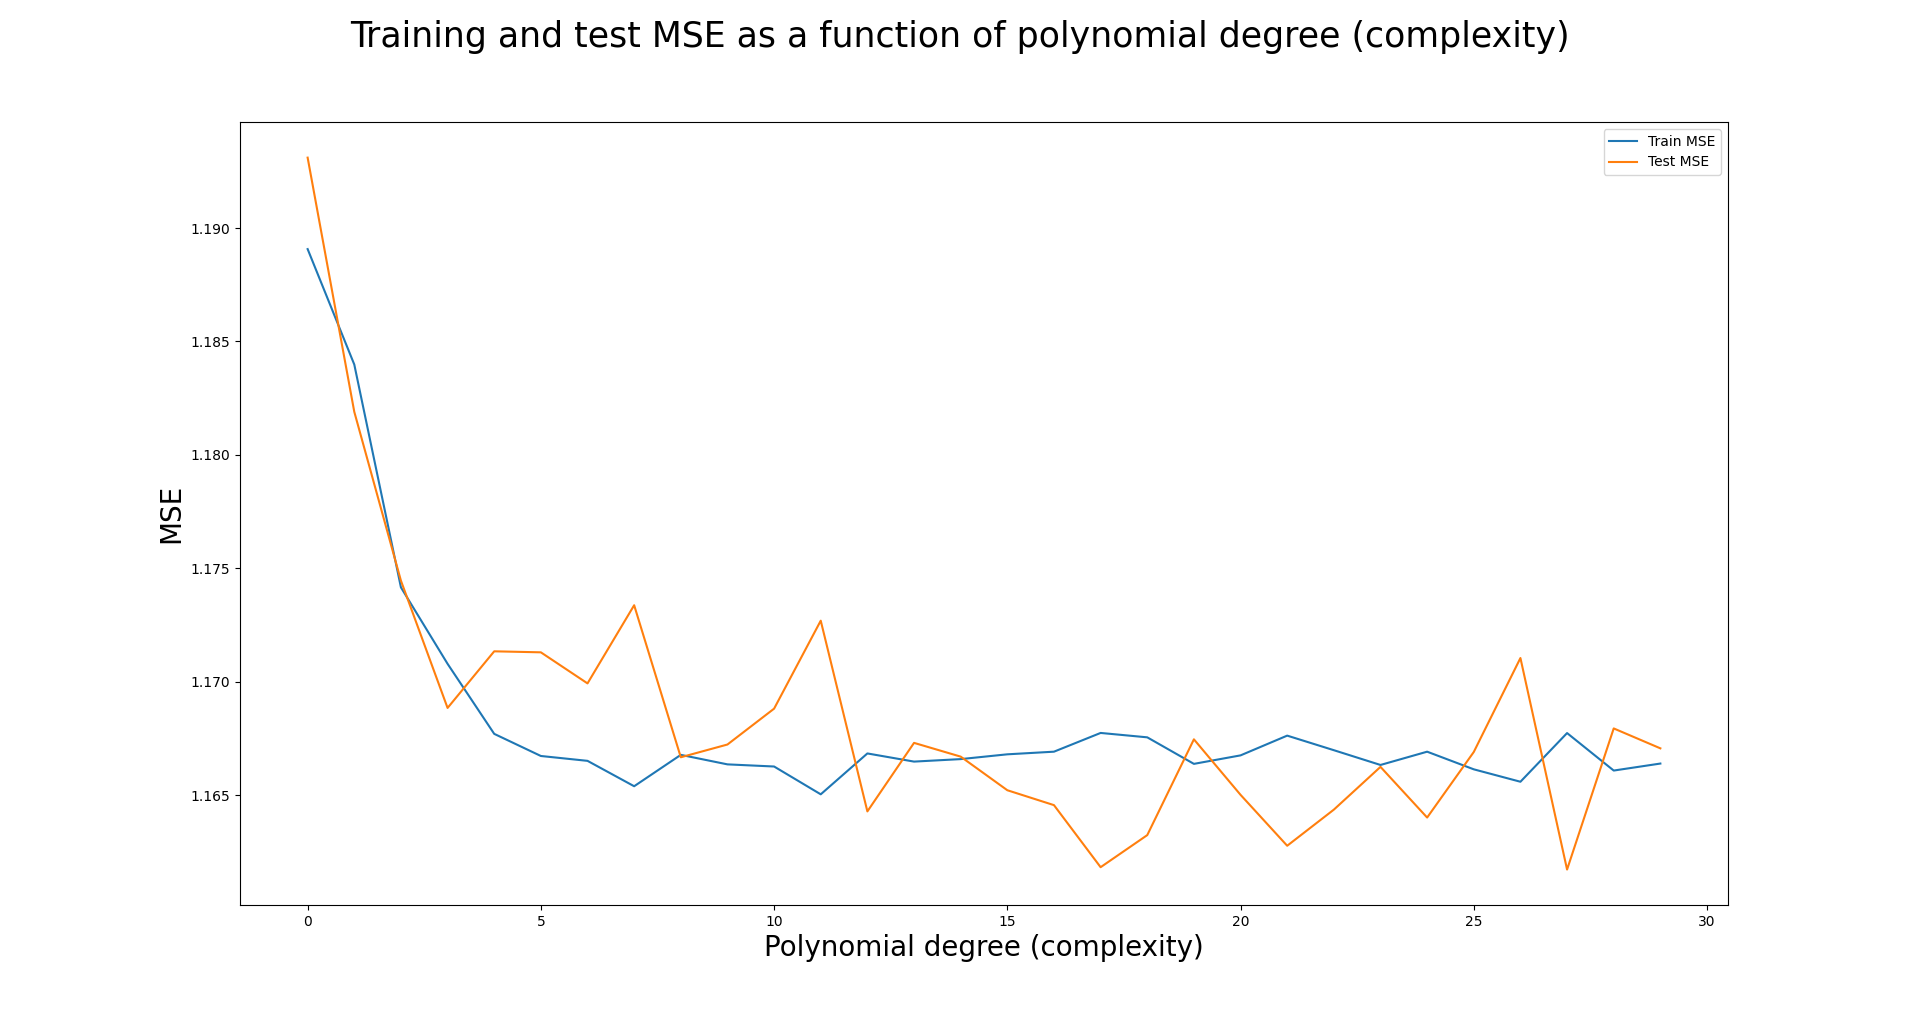 Training and test MSE as a function of polynomial degree (complexity)
Train MSE
Test MSE
1.190
1.185
1.180
1.175
1.170
1.165
MSE
0 5 10 15 20 25 30
Polynomial degree (complexity)